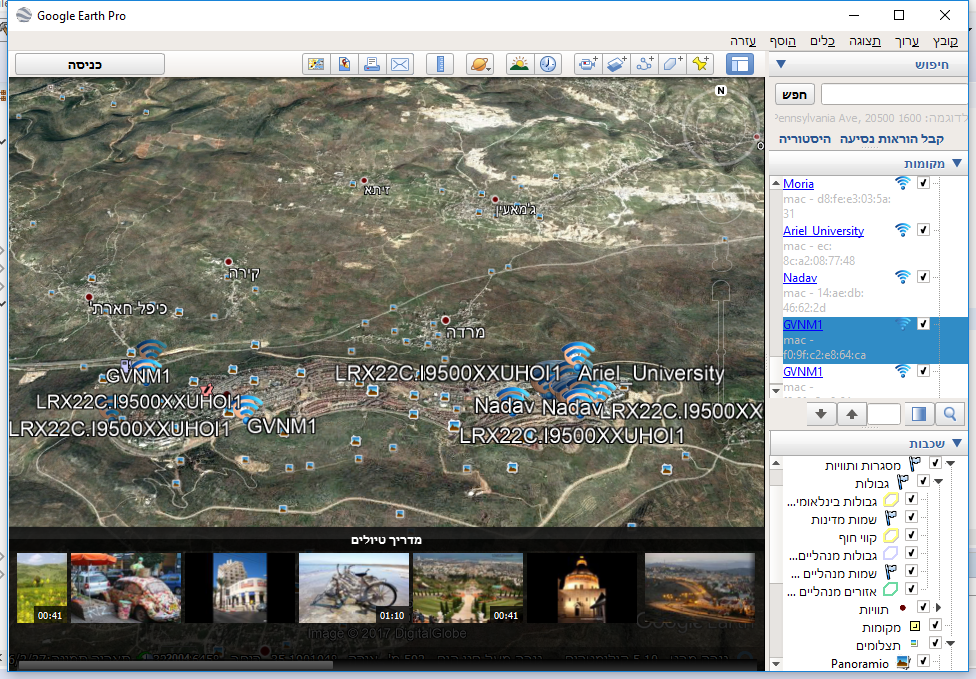 Google Earth Pro
קובץ ערוך תצוגה כלים הוסף עזרה
כניסה
חיפוש
חפש
לדוגמה: 1600 Pennsylvania Ave, 20500
קבל הוראות נסיעה היסטוריה
מקומות
Moria
mac - d8:fe:e3:03:5a:
31
Ariel_University
mac - ec:
8c:a2:08:77:48
Nadav
mac - 14:ae:db:
46:62:2d
GVNM1
mac -
f0:9f:c2:e8:64:ca
GVNM1
mac -
שכבות
מסגרות ותוויות
גבולות
גבולות בינלאומי...
שמות מדינות
קווי חוף
גבולות מנהליים...
שמות מנהליים ...
אזורים מנהליים ...
תוויות
מקומות
תצלומים
Panoramio
N
זיתא
ג'מאעין
קירה
כיפל חארת'
מרדה
GVNM1
LRX22C.I9500XXUHOI1
Ariel_University
LRX22C.I9500XXUHOI1
Nadav
Nadav
LRX22C.I9500XX
LRX22C.I9500XXUHOI1
GVNM1
LRX22C.I9500XXUHOI1
מדריך טיולים
00:41
01:10
00:41
Google Earth
Image © 2017 DigitalGlobe